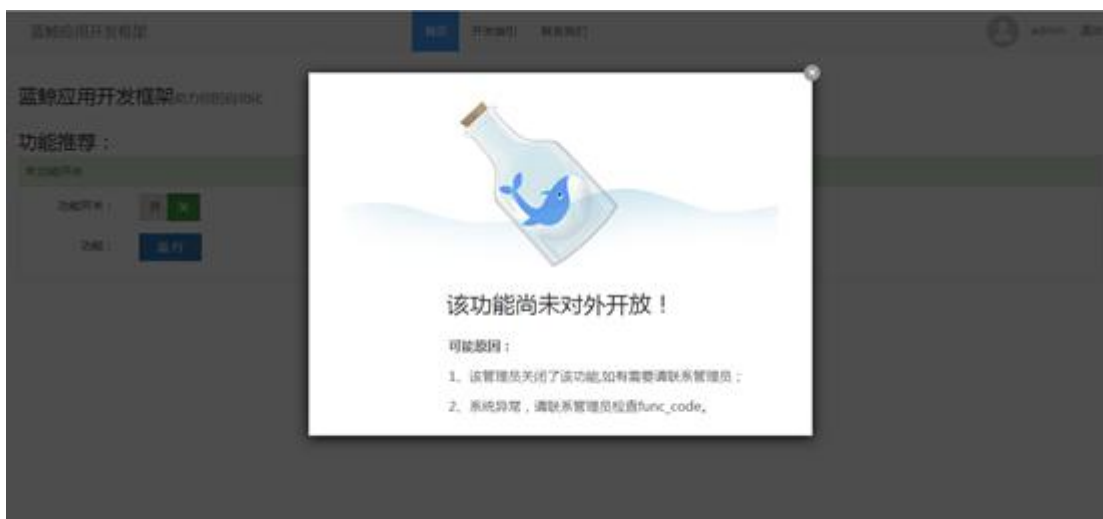 蓝鲸应用开发框架
首页 开发指引 联系我们
admin
蓝鲸应用开发框架
功能推荐：
功能开关： 开 关
功能：
该功能尚未对外开放！
可能原因：
1、该管理员关闭了该功能,如有需要请联系管理员；
2、系统异常，请联系管理员检查func_code。